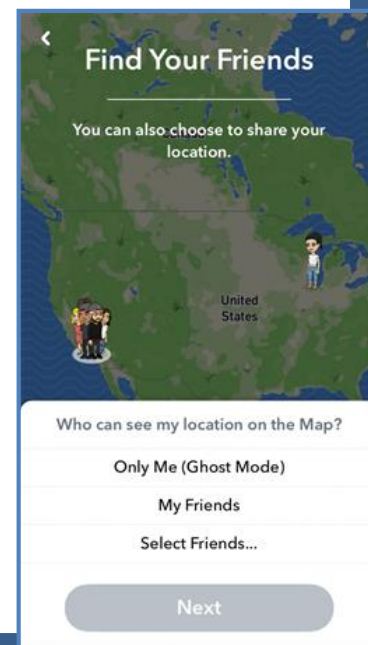 Find Your Friends
You can also choose to share your
location.
United
States
Who can see my location on the Map?
Only Me (Ghost Mode)
My Friends
Select Friends...
Next